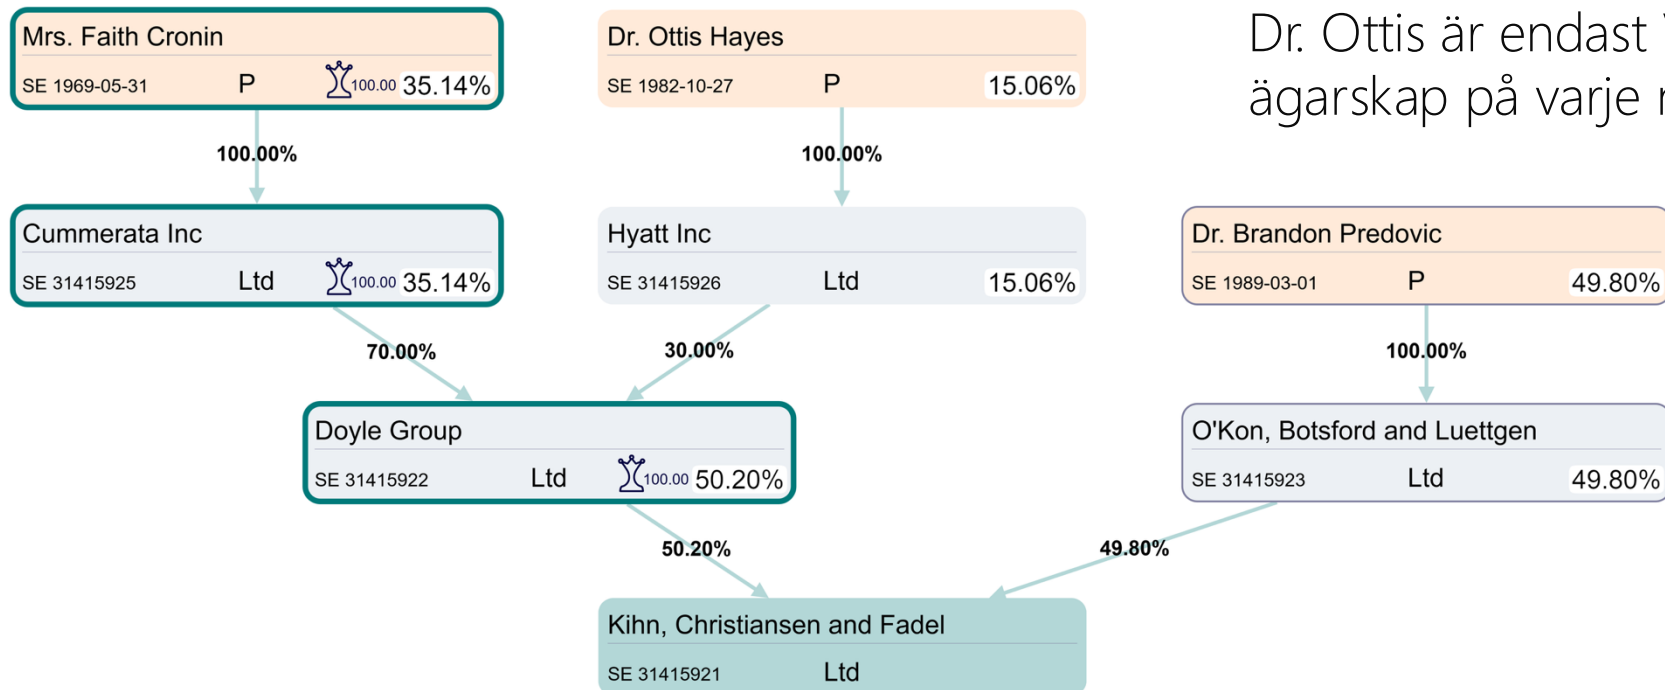 Mrs. Faith Cronin
SE 1969-05-31 P 100.00 35.14%
Dr. Ottis Hayes
SE 1982-10-27 P 15.06%
Dr. Ottis är endast
ägarskap på varje
100.00%
100.00%
Cummerata Inc
SE 31415925 Ltd 100.00 35.14%
Hyatt Inc
SE 31415926 Ltd 15.06%
Dr. Brandon Predovic
SE 1989-03-01 P 49.80%
70.00%
30.00%
100.00%
Doyle Group
SE 31415922 Ltd 100.00 50.20%
O'Kon, Botsford and Luettgen
SE 31415923 Ltd 49.80%
50.20%
49.80%
Kihn, Christiansen and Fadel
SE 31415921 Ltd